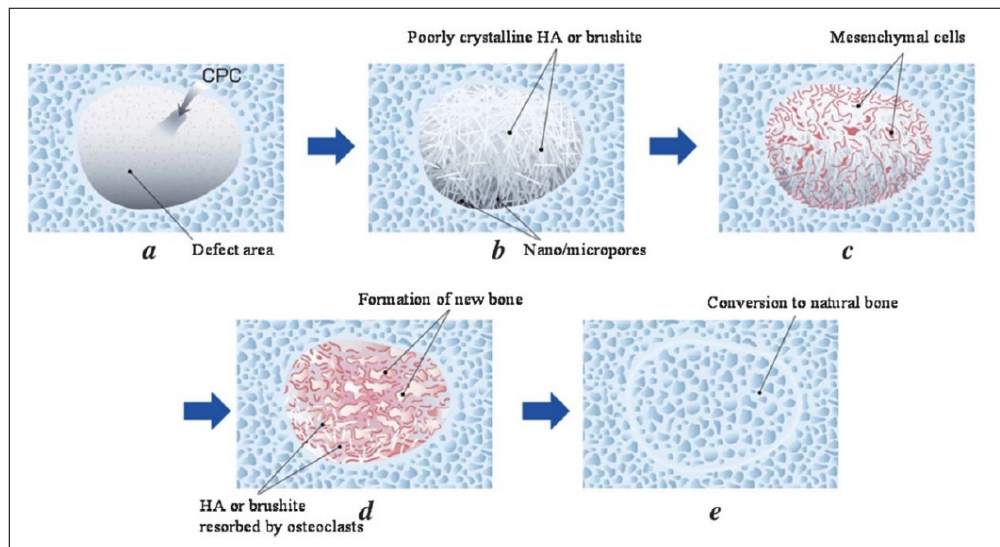 Poorly crystalline HA or brushite
Mesenchymal cells
CPC
Defect area
Nano/micropores
a
b
c
Formation of new bone
Conversion to natural bone
HA or brushite
resorbed by osteoclasts
d
e